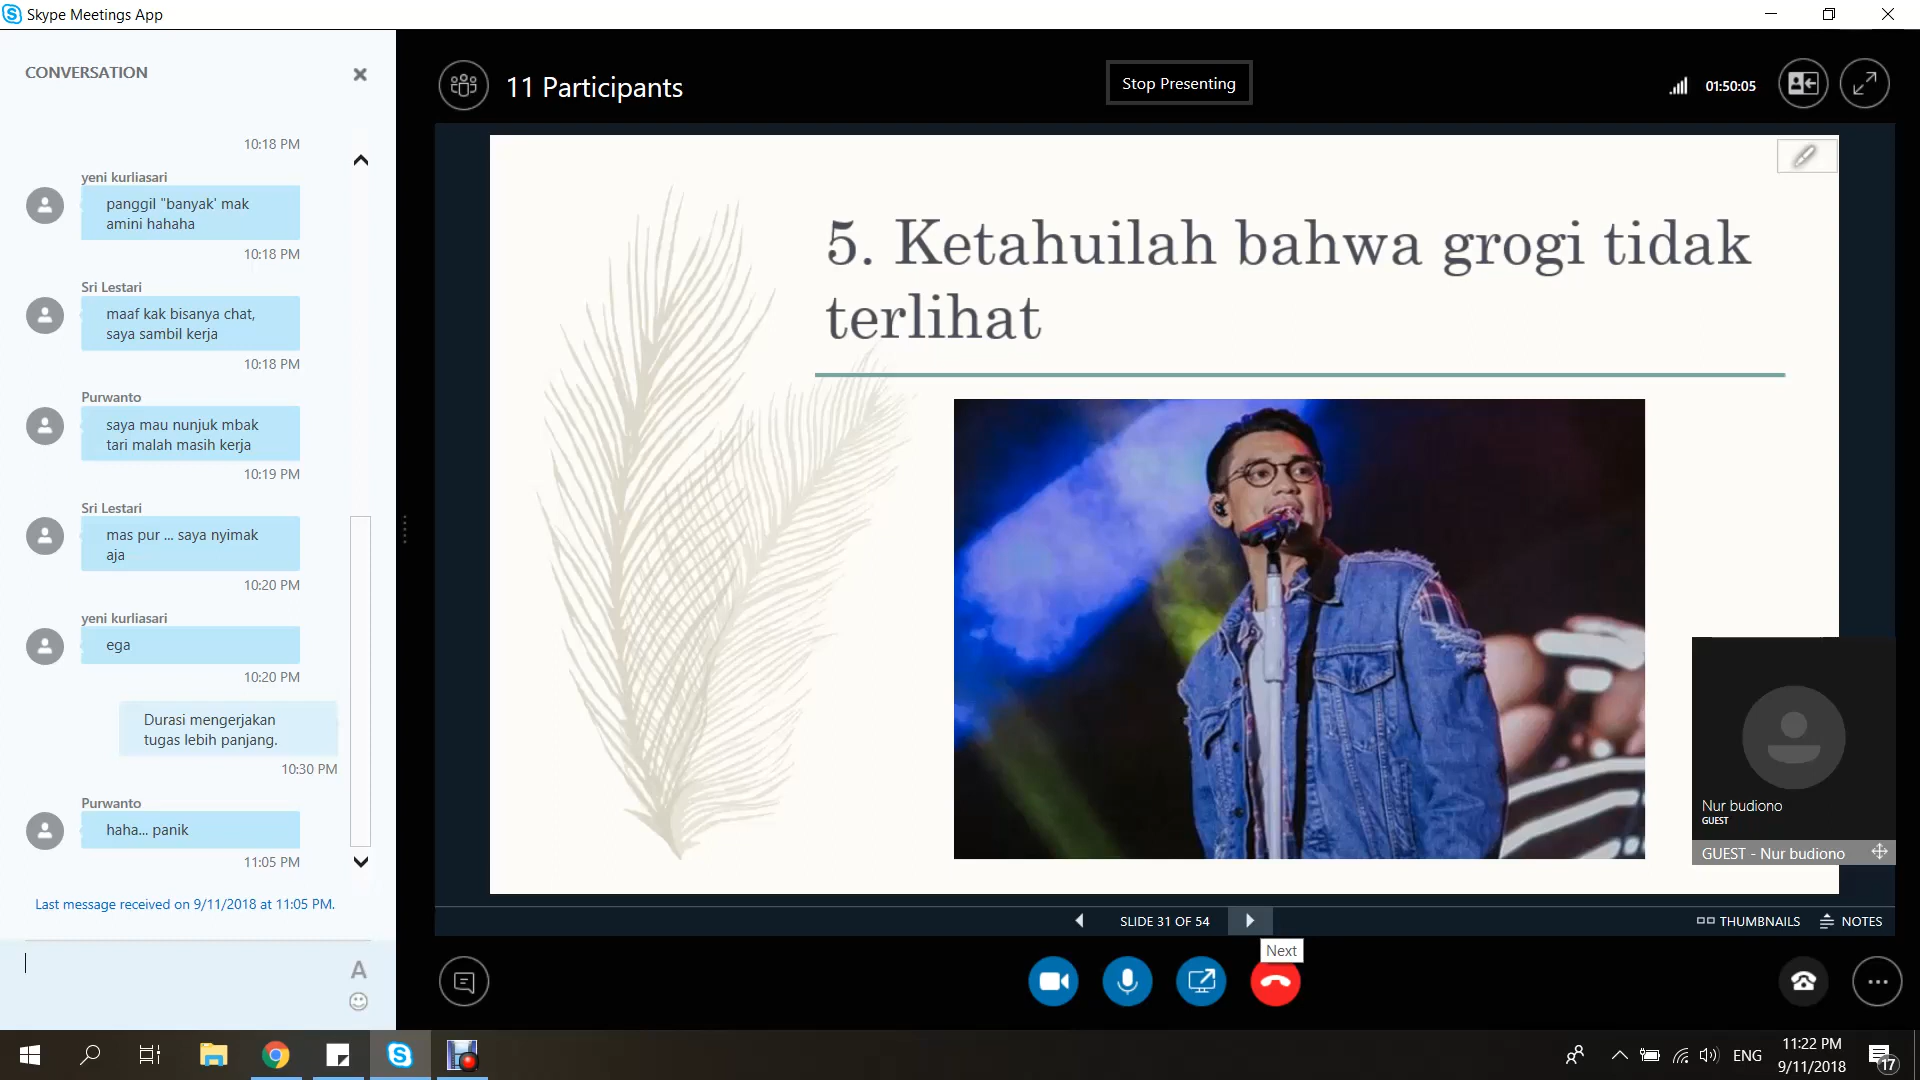 Skype Meetings App
CONVERSATION
10:18 PM
yeni kurliasari
panggil "banyak' mak
amini hahaha
10:18 PM
Sri Lestari
maaf kak bisanya chat,
saya sambil kerja
10:18 PM
Purwanto
saya mau nunjuk mbak
tari malah masih kerja
10:19 PM
Sri Lestari
mas pur ... saya nyimak
aja
10:20 PM
yeni kurliasari
ega
10:20 PM
Durasi mengerjakan
tugas lebih panjang.
10:30 PM
Purwanto
haha... panik
11:05 PM
Last message received on 9/11/2018 at 11:05 PM.
A
11 Participants
Stop Presenting
01:50:05
5. Ketahuilah bahwa grogi tidak
terlihat
Nur budiono
GUEST
GUEST - Nur budiono
SLIDE 31 OF 54
THUMBNAILS
NOTES
Next
ENG
11:22 PM
9/11/2018
17